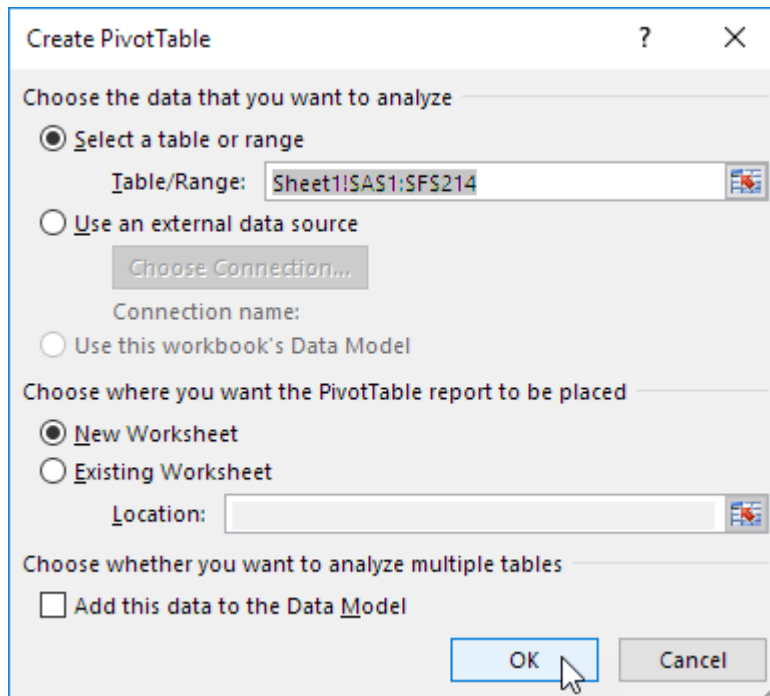 Create PivotTable
?
Choose the data that you want to analyze
Select a table or range
Table/Range: Sheet1!$A$1:$F$214
Use an external data source
Choose Connection...
Connection name:
Use this workbook's Data Model
Choose where you want the PivotTable report to be placed
New Worksheet
Existing Worksheet
Location:
Choose whether you want to analyze multiple tables
Add this data to the Data Model
OK Cancel